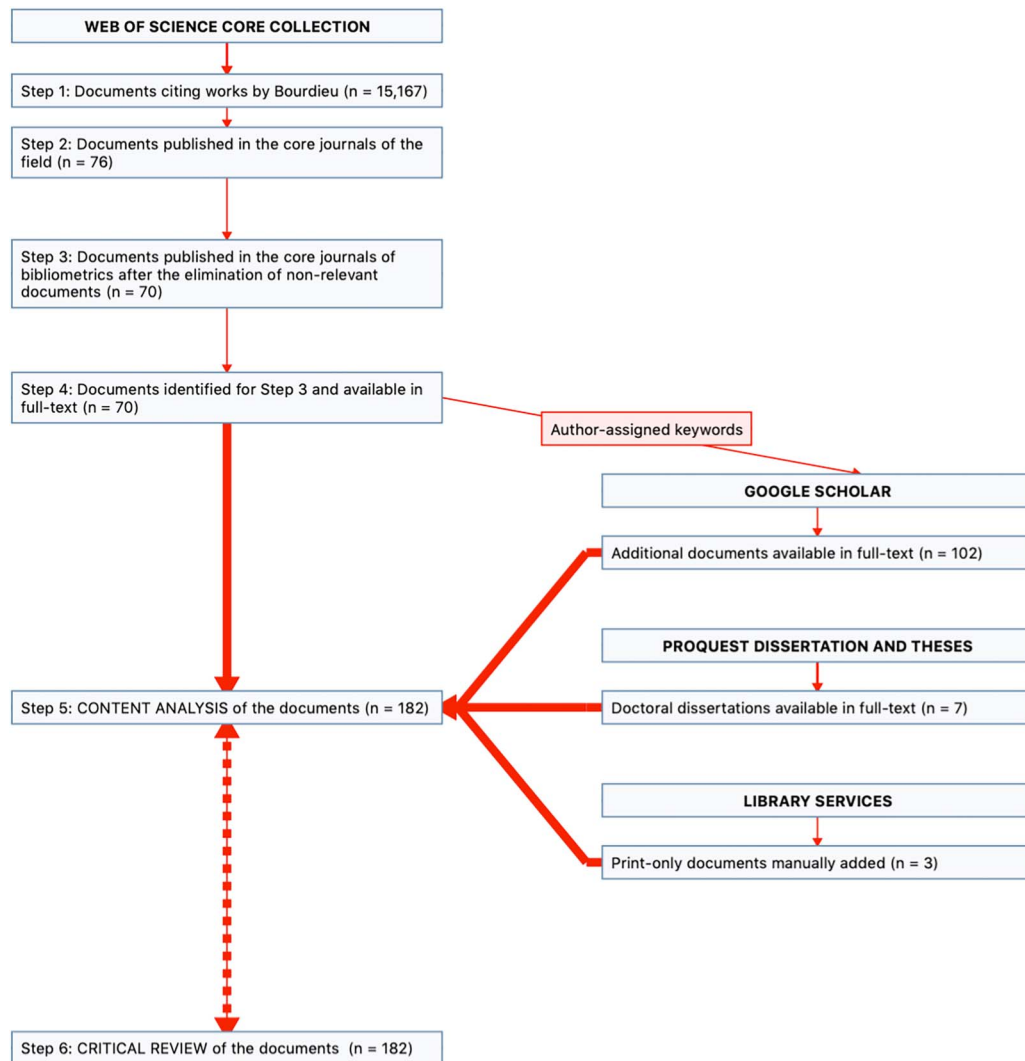 WEB OF SCIENCE CORE COLLECTION
Step 1: Documents citing works by Bourdieu (n = 15,167)
Step 2: Documents published in the core journals of the
field (n = 76)
Step 3: Documents published in the core journals of
bibliometrics after the elimination of non-relevant
documents (n = 70)
Step 4: Documents identified for Step 3 and available in
full-text (n = 70)
Author-assigned keywords
GOOGLE SCHOLAR
Additional documents available in full-text (n = 102)
PROQUEST DISSERTATION AND THESES
Step 5: CONTENT ANALYSIS of the documents (n = 182)
Doctoral dissertations available in full-text (n = 7)
LIBRARY SERVICES
Print-only documents manually added (n = 3)
Step 6: CRITICAL REVIEW of the documents (n = 182)